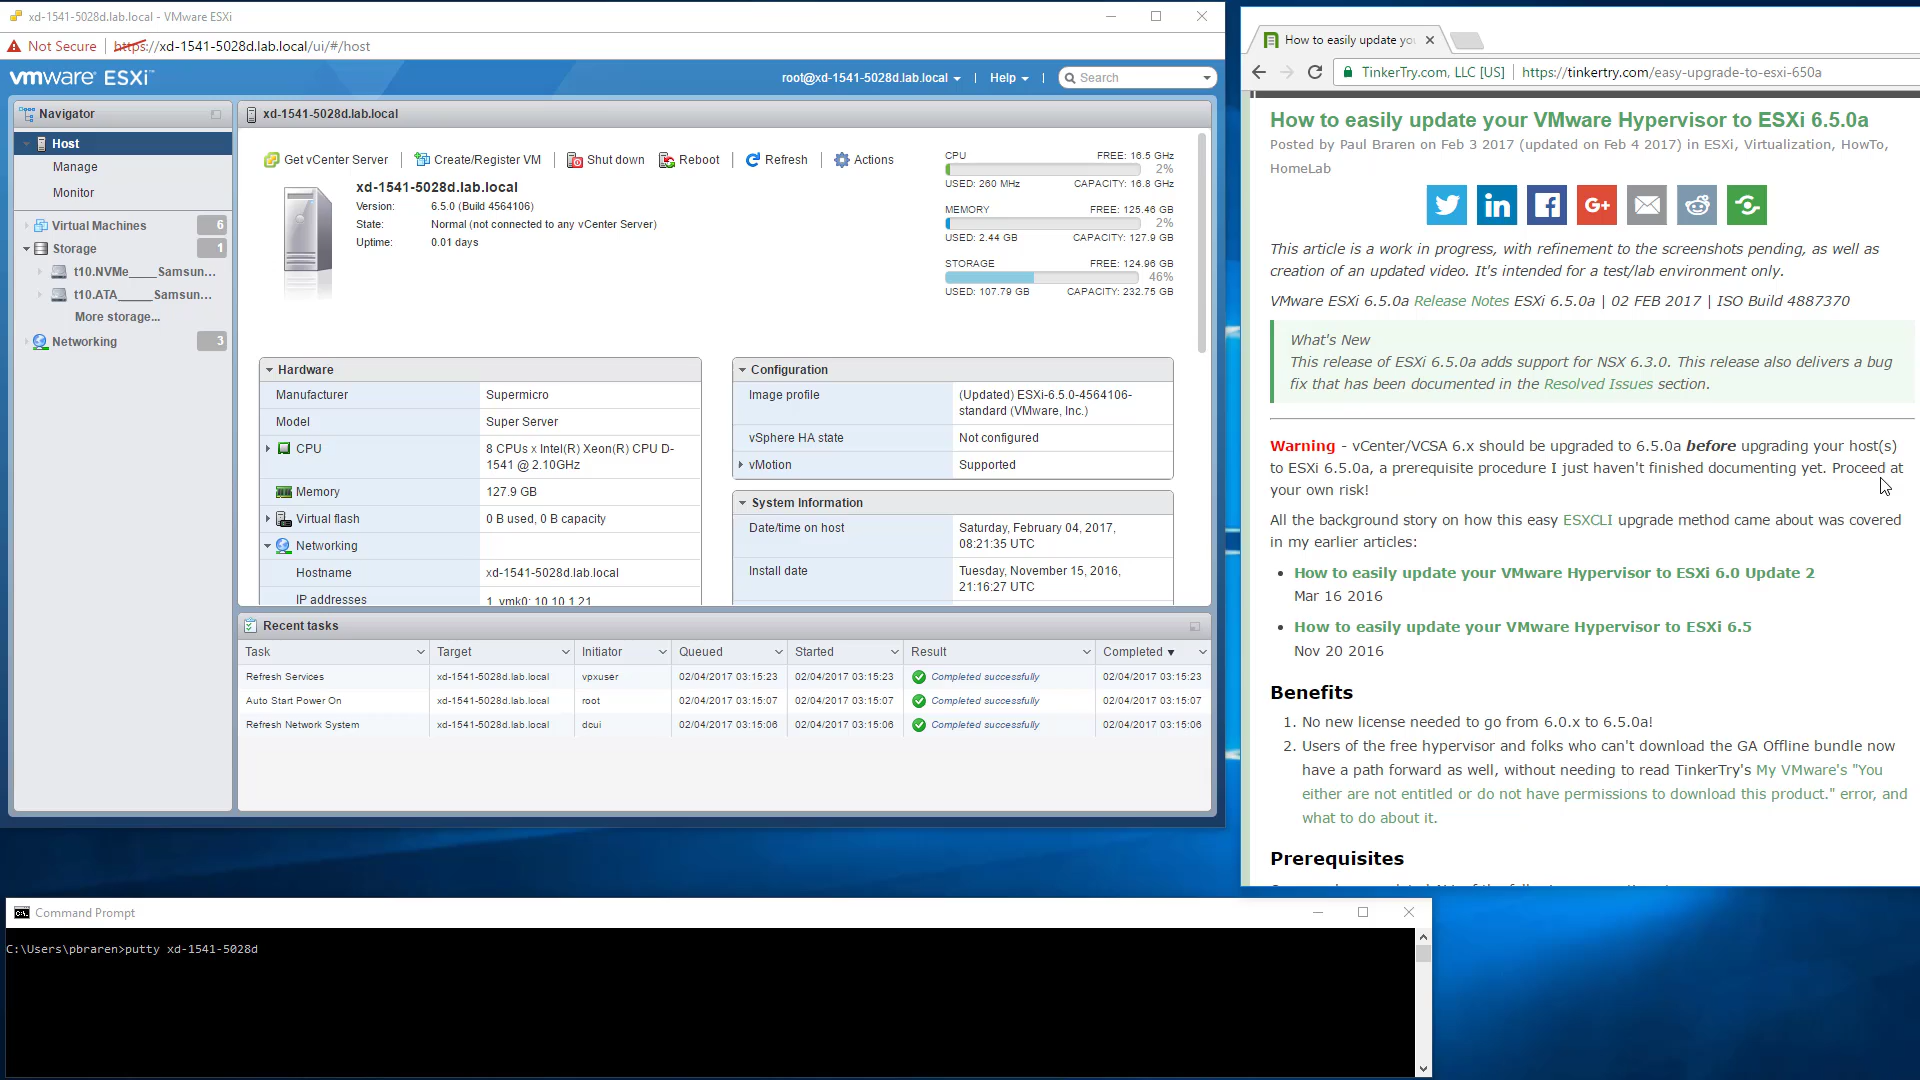 xd-1541-5028d.lab.local - VMware ESXi
Not Secure | https://xd-1541-5028d.lab.local/ui/#/host
vmware ESXi™
root@xd-1541-5028d.lab.local | Help | Search
Navigator
Host
Manage
Monitor
Virtual Machines 6
Storage 1
t10.NVMe____Samsun...
t10.ATA_____Samsun...
More storage...
Networking 3
xd-1541-5028d.lab.local
Get vCenter Server | Create/Register VM | Shut down Reboot | Refresh | Actions
xd-1541-5028d.lab.local
Version: 6.5.0 (Build 4564106)
State: Normal (not connected to any vCenter Server)
Uptime: 0.01 days
CPU FREE: 16.5 GHz
2%
USED: 260 MHz CAPACITY: 16.8 GHz
MEMORY FREE: 125.46 GB
2%
USED: 2.44 GB CAPACITY: 127.9 GB
STORAGE FREE: 124.96 GB
46%
USED: 107.79 GB CAPACITY: 232.75 GB
Hardware
Manufacturer Supermicro
Model Super Server
CPU 8 CPUs x Intel(R) Xeon(R) CPU D-
1541 @ 2.10GHz
Memory 127.9 GB
Virtual flash 0 B used, 0 B capacity
Networking
Hostname xd-1541-5028d.lab.local
IP addresses 1. vmk0: 10.10.1.21
Configuration
Image profile (Updated) ESXi-6.5.0-4564106-
standard (VMware, Inc.)
vSphere HA state Not configured
vMotion Supported
System Information
Date/time on host Saturday, February 04, 2017,
08:21:35 UTC
Install date Tuesday, November 15, 2016,
21:16:27 UTC
Recent tasks
Task Target Initiator Queued Started Result Completed
Refresh Services xd-1541-5028d.lab.local vpxuser 02/04/2017 03:15:23 02/04/2017 03:15:23 Completed successfully 02/04/2017 03:15:23
Auto Start Power On xd-1541-5028d.lab.local root 02/04/2017 03:15:07 02/04/2017 03:15:07 Completed successfully 02/04/2017 03:15:07
Refresh Network System xd-1541-5028d.lab.local dcui 02/04/2017 03:15:06 02/04/2017 03:15:06 Completed successfully 02/04/2017 03:15:06
Command Prompt
C:\Users\pbraren>putty xd-1541-5028d
How to easily update yo
TinkerTry.com, LLC [US] | https://tinkertry.com/easy-upgrade-to-esxi-650a
How to easily update your VMware Hypervisor to ESXi 6.5.0a
Posted by Paul Braren on Feb 3 2017 (updated on Feb 4 2017) in ESXi, Virtualization, HowTo,
HomeLab
This article is a work in progress, with refinement to the screenshots pending, as well as
creation of an updated video. It's intended for a test/lab environment only.
VMware ESXi 6.5.0a Release Notes ESXi 6.5.0a | 02 FEB 2017 | ISO Build 4887370
What's New
This release of ESXi 6.5.0a adds support for NSX 6.3.0. This release also delivers a bug
fix that has been documented in the Resolved Issues section.
Warning - vCenter/VCSA 6.x should be upgraded to 6.5.0a before upgrading your host(s)
to ESXi 6.5.0a, a prerequisite procedure I just haven't finished documenting yet. Proceed at
your own risk!
All the background story on how this easy ESXCLI upgrade method came about was covered
in my earlier articles:
• How to easily update your VMware Hypervisor to ESXi 6.0 Update 2
Mar 16 2016
• How to easily update your VMware Hypervisor to ESXi 6.5
Nov 20 2016
Benefits
1. No new license needed to go from 6.0.x to 6.5.0a!
2. Users of the free hypervisor and folks who can't download the GA Offline bundle now
have a path forward as well, without needing to read TinkerTry's My VMware's "You
either are not entitled or do not have permissions to download this product." error, and
what to do about it.
Prerequisites